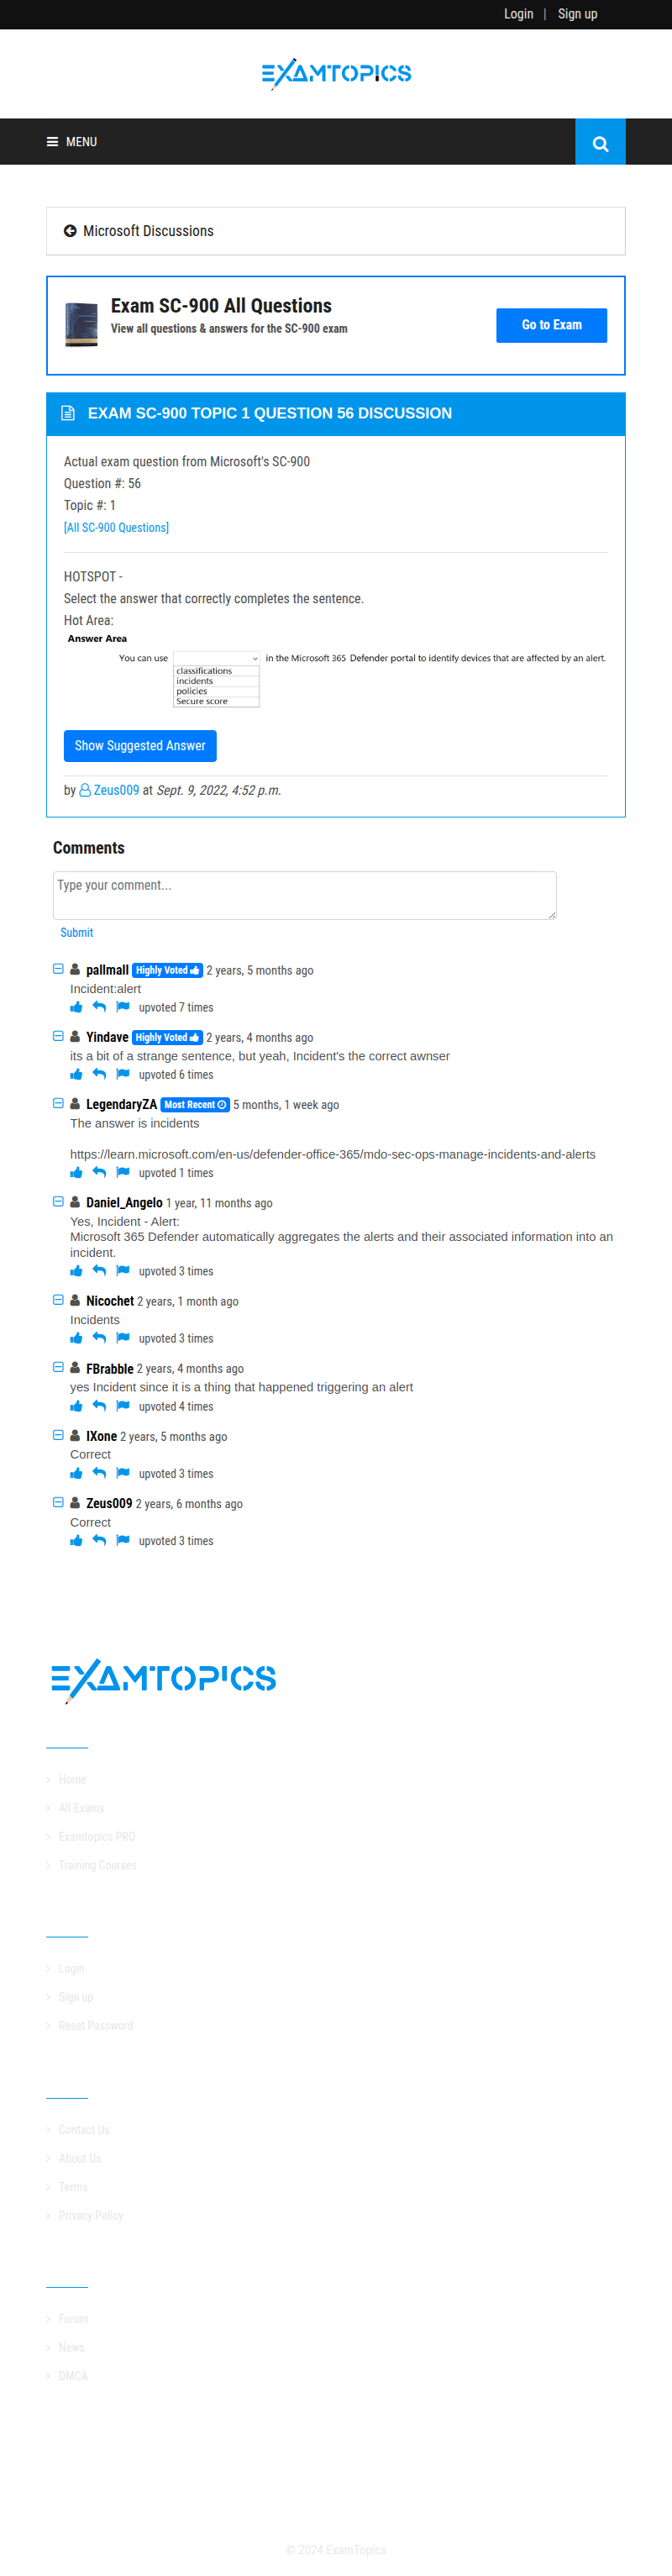 Login | Sign up
EXAMTOPICS
MENU
Microsoft Discussions
Exam SC-900 All Questions
View all questions & answers for the SC-900 exam
Go to Exam
EXAM SC-900 TOPIC 1 QUESTION 56 DISCUSSION
Actual exam question from Microsoft's SC-900
Question #: 56
Topic #: 1
[All SC-900 Questions]
HOTSPOT -
Select the answer that correctly completes the sentence.
Hot Area:
Answer Area
You can use in the Microsoft 365 Defender portal to identify devices that are affected by an alert.
classifications
incidents
policies
Secure score
Show Suggested Answer
by Zeus009 at Sept. 9, 2022, 4:52 p.m.
Comments
Type your comment...
Submit
pallmall Highly Voted 2 years, 5 months ago
Incident:alert
upvoted 7 times
Yindave Highly Voted 2 years, 4 months ago
its a bit of a strange sentence, but yeah, Incident's the correct awnser
upvoted 6 times
LegendaryZA Most Recent 5 months, 1 week ago
The answer is incidents
https://learn.microsoft.com/en-us/defender-office-365/mdo-sec-ops-manage-incidents-and-alerts
upvoted 1 times
Daniel_Angelo 1 year, 11 months ago
Yes, Incident - Alert:
Microsoft 365 Defender automatically aggregates the alerts and their associated information into an
incident.
upvoted 3 times
Nicochet 2 years, 1 month ago
Incidents
upvoted 3 times
FBrabble 2 years, 4 months ago
yes Incident since it is a thing that happened triggering an alert
upvoted 4 times
IXone 2 years, 5 months ago
Correct
upvoted 3 times
Zeus009 2 years, 6 months ago
Correct
upvoted 3 times
EXAMTOPICS
Home
All Exams
Examtopics PRO
Training Courses
Login
Sign up
Reset Password
Contact Us
About Us
Terms
Privacy Policy
Forum
News
DMCA
© 2024 ExamTopics